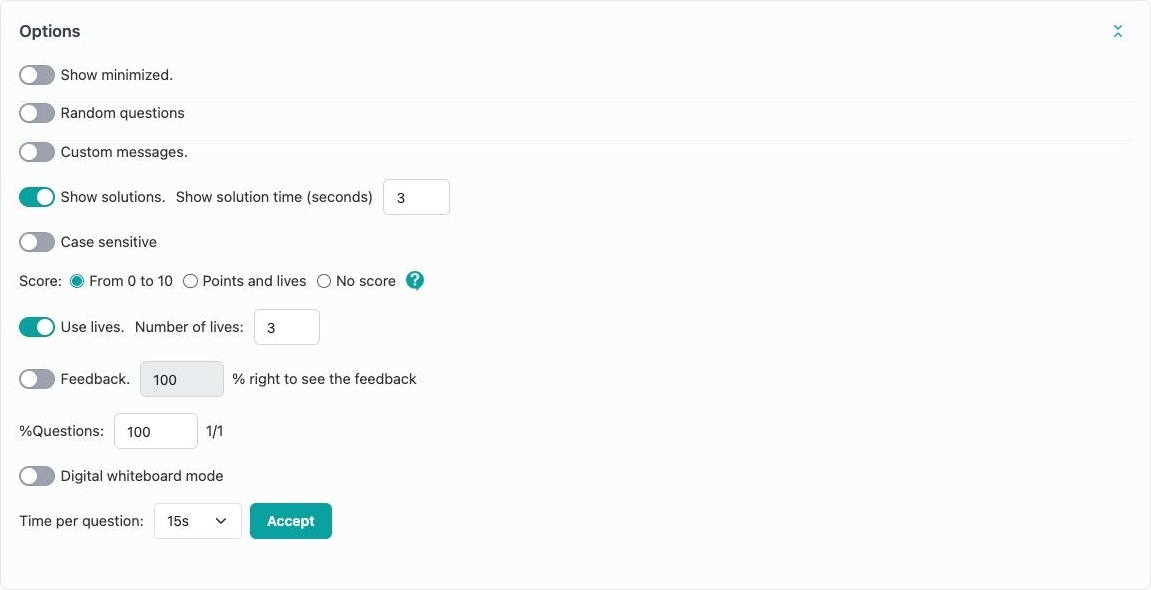 Options
Show minimized.
Random questions
Custom messages.
Show solutions. Show solution time (seconds) 3
Case sensitive
Score: From 0 to 10 Points and lives No score ?
Use lives. Number of lives: 3
Feedback. 100 % right to see the feedback
%Questions: 100 1/1
Digital whiteboard mode
Time per question: 15s Accept